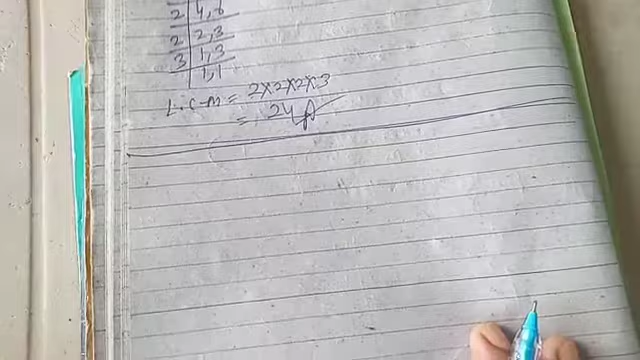 2 | 4, 6
2 | 2, 3
3 | 1, 3
1, 1
L.C.M = 2×2×2×3
= 24